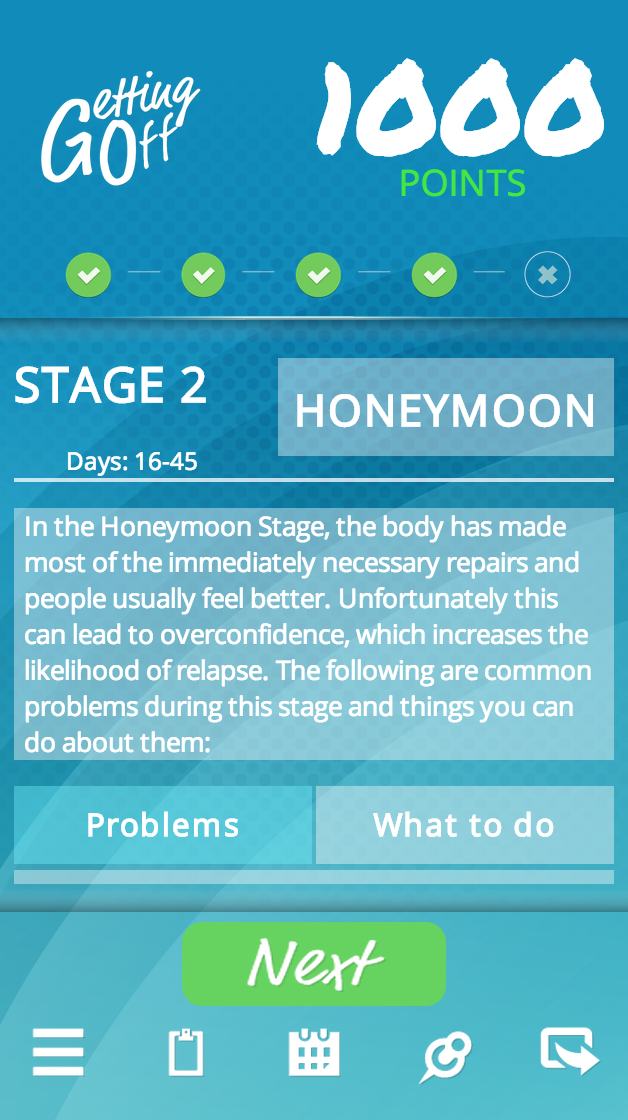 Getting
Off
1000
POINTS
STAGE 2
HONEYMOON
Days: 16-45
In the Honeymoon Stage, the body has made
most of the immediately necessary repairs and
people usually feel better. Unfortunately this
can lead to overconfidence, which increases the
likelihood of relapse. The following are common
problems during this stage and things you can
do about them:
Problems
What to do
Next